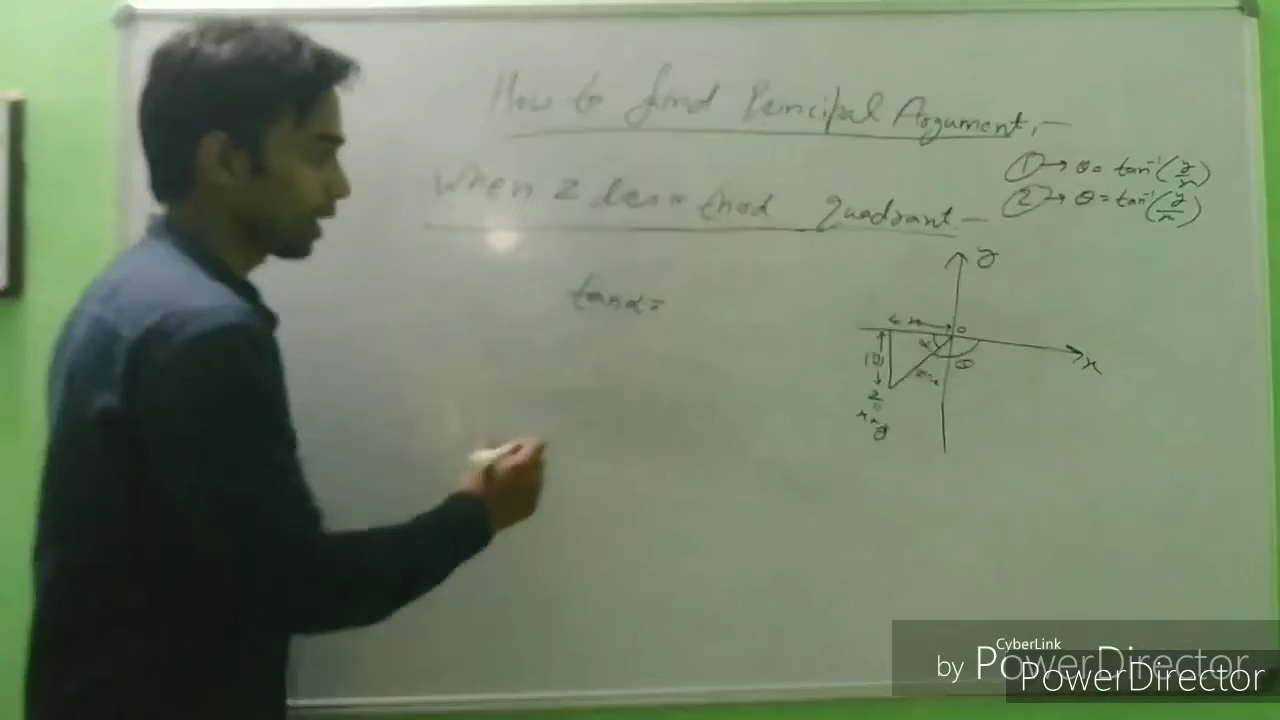 How to find Principal Argument,-
When z lies in third Quadrant -
① → θ = tan⁻¹(y/x)
② → θ = tan⁻¹(y/x)
tanα=
y
x
O
α
θ
|y|
z
CyberLink
by PowerDirector
PowerDirector